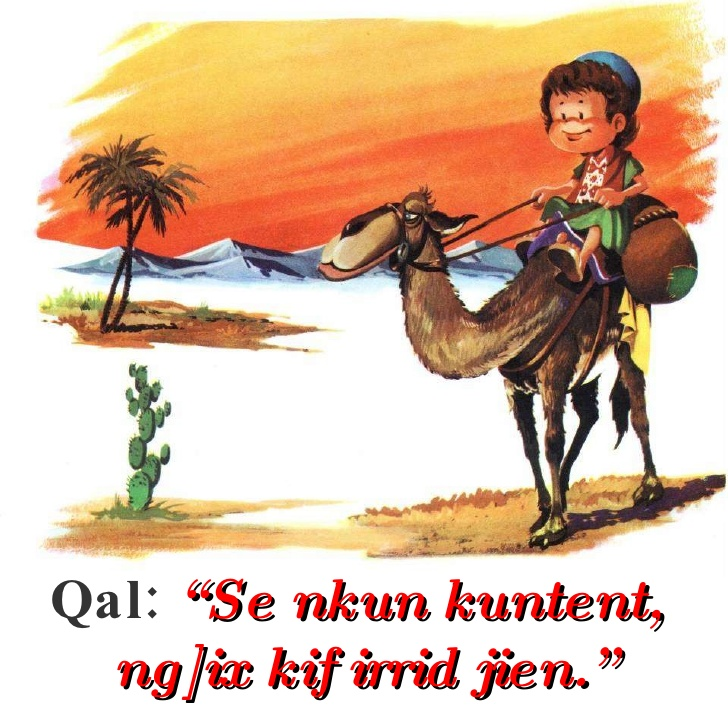 Qal: “Se nkun kuntent,
ng]ix kif irrid jien.”